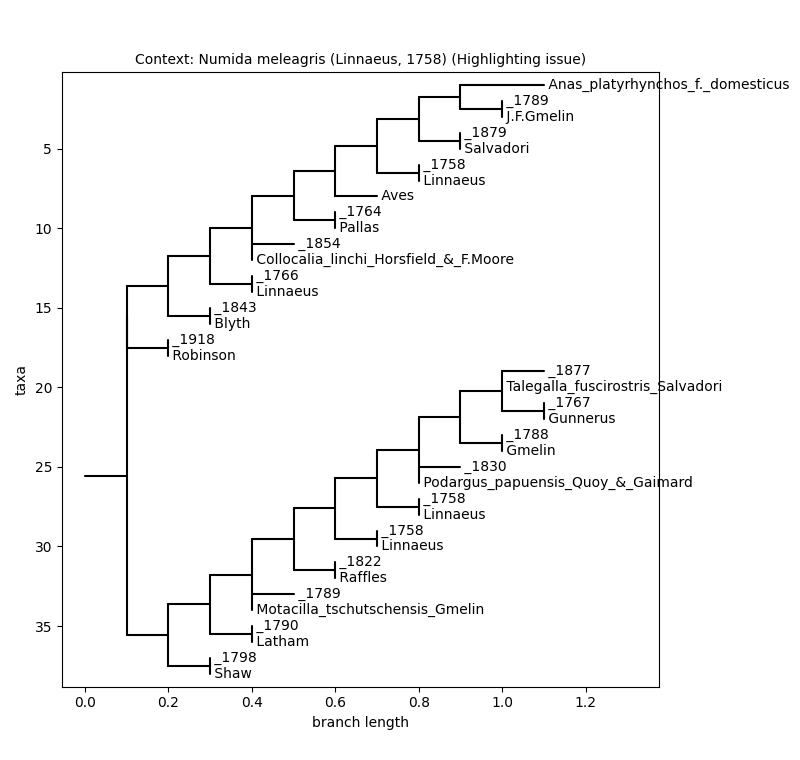 Context: Numida meleagris (Linnaeus, 1758) (Highlighting issue)
Anas_platyrhynchos_f._domesticus
_1789
J.F.Gmelin
_1879
Salvadori
_1758
Linnaeus
Aves
_1764
Pallas
_1854
Collocalia_linchi_Horsfield_&_F.Moore
_1766
Linnaeus
_1843
Blyth
_1918
Robinson
_1877
Talegalla_fuscirostris_Salvadori
_1767
Gunnerus
_1788
Gmelin
_1830
Podargus_papuensis_Quoy_&_Gaimard
_1758
Linnaeus
_1758
Linnaeus
_1822
Raffles
_1789
Motacilla_tschutschensis_Gmelin
_1790
Latham
_1798
Shaw
5
10
15
20
25
30
35
taxa
0.0 0.2 0.4 0.6 0.8 1.0 1.2
branch length